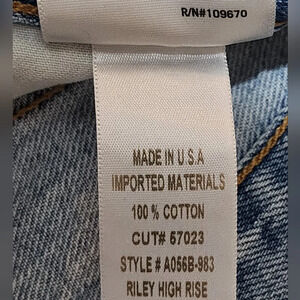 R/N#109670
MADE IN U.S.A
IMPORTED MATERIALS
100 % COTTON
CUT# 57023
STYLE # A056B-983
RILEY HIGH RISE